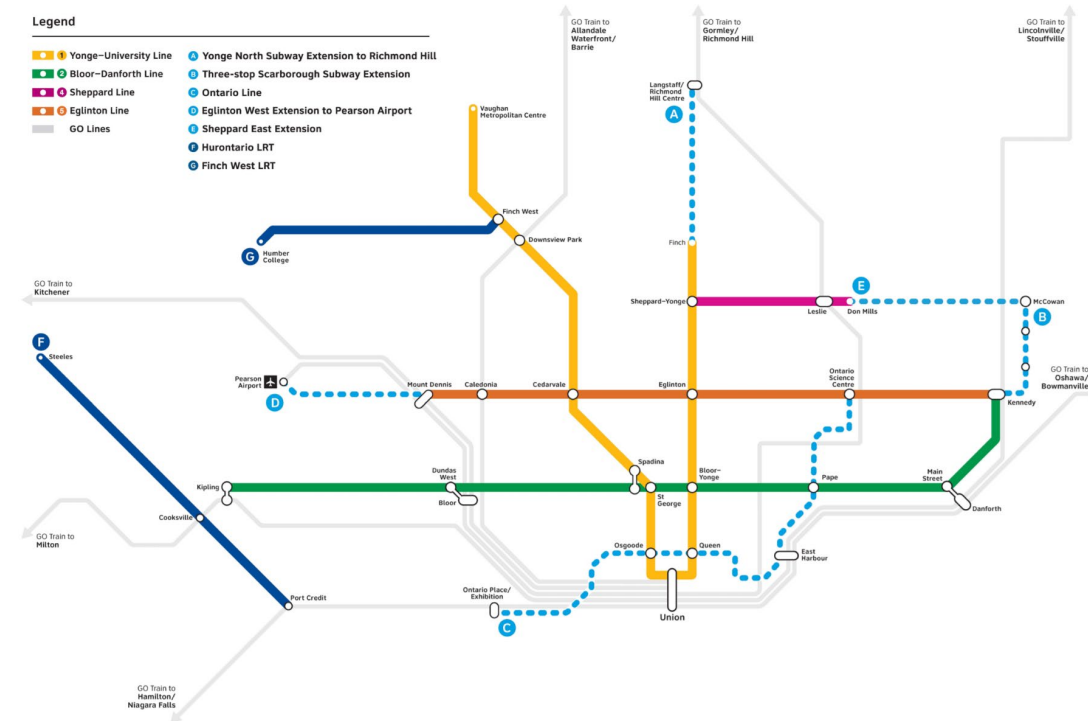 Legend
1 Yonge–University Line
2 Bloor–Danforth Line
4 Sheppard Line
5 Eglinton Line
GO Lines
A Yonge North Subway Extension to Richmond Hill
B Three-stop Scarborough Subway Extension
C Ontario Line
D Eglinton West Extension to Pearson Airport
E Sheppard East Extension
F Hurontario LRT
G Finch West LRT
GO Train to
Allandale
Waterfront/
Barrie
GO Train to
Gormley/
Richmond Hill
GO Train to
Lincolnville/
Stouffville
Langstaff/
Richmond
Hill Centre
A
Vaughan
Metropolitan Centre
Finch West
Downsview Park
G
Humber
College
Finch
GO Train to
Kitchener
Sheppard–Yonge
Leslie
Don Mills
E
McCowan
B
F
Steeles
Pearson
Airport
D
Mount Dennis
Caledonia
Cedarvale
Eglinton
Ontario
Science
Centre
GO Train to
Oshawa/
Bowmanville
Kennedy
Kipling
Dundas
West
Bloor
Spadina
St
George
Bloor–
Yonge
Pape
Main
Street
Danforth
Cooksville
GO Train to
Milton
Osgoode
Queen
East
Harbour
Port Credit
Ontario Place/
Exhibition
C
Union
GO Train to
Hamilton/
Niagara Falls